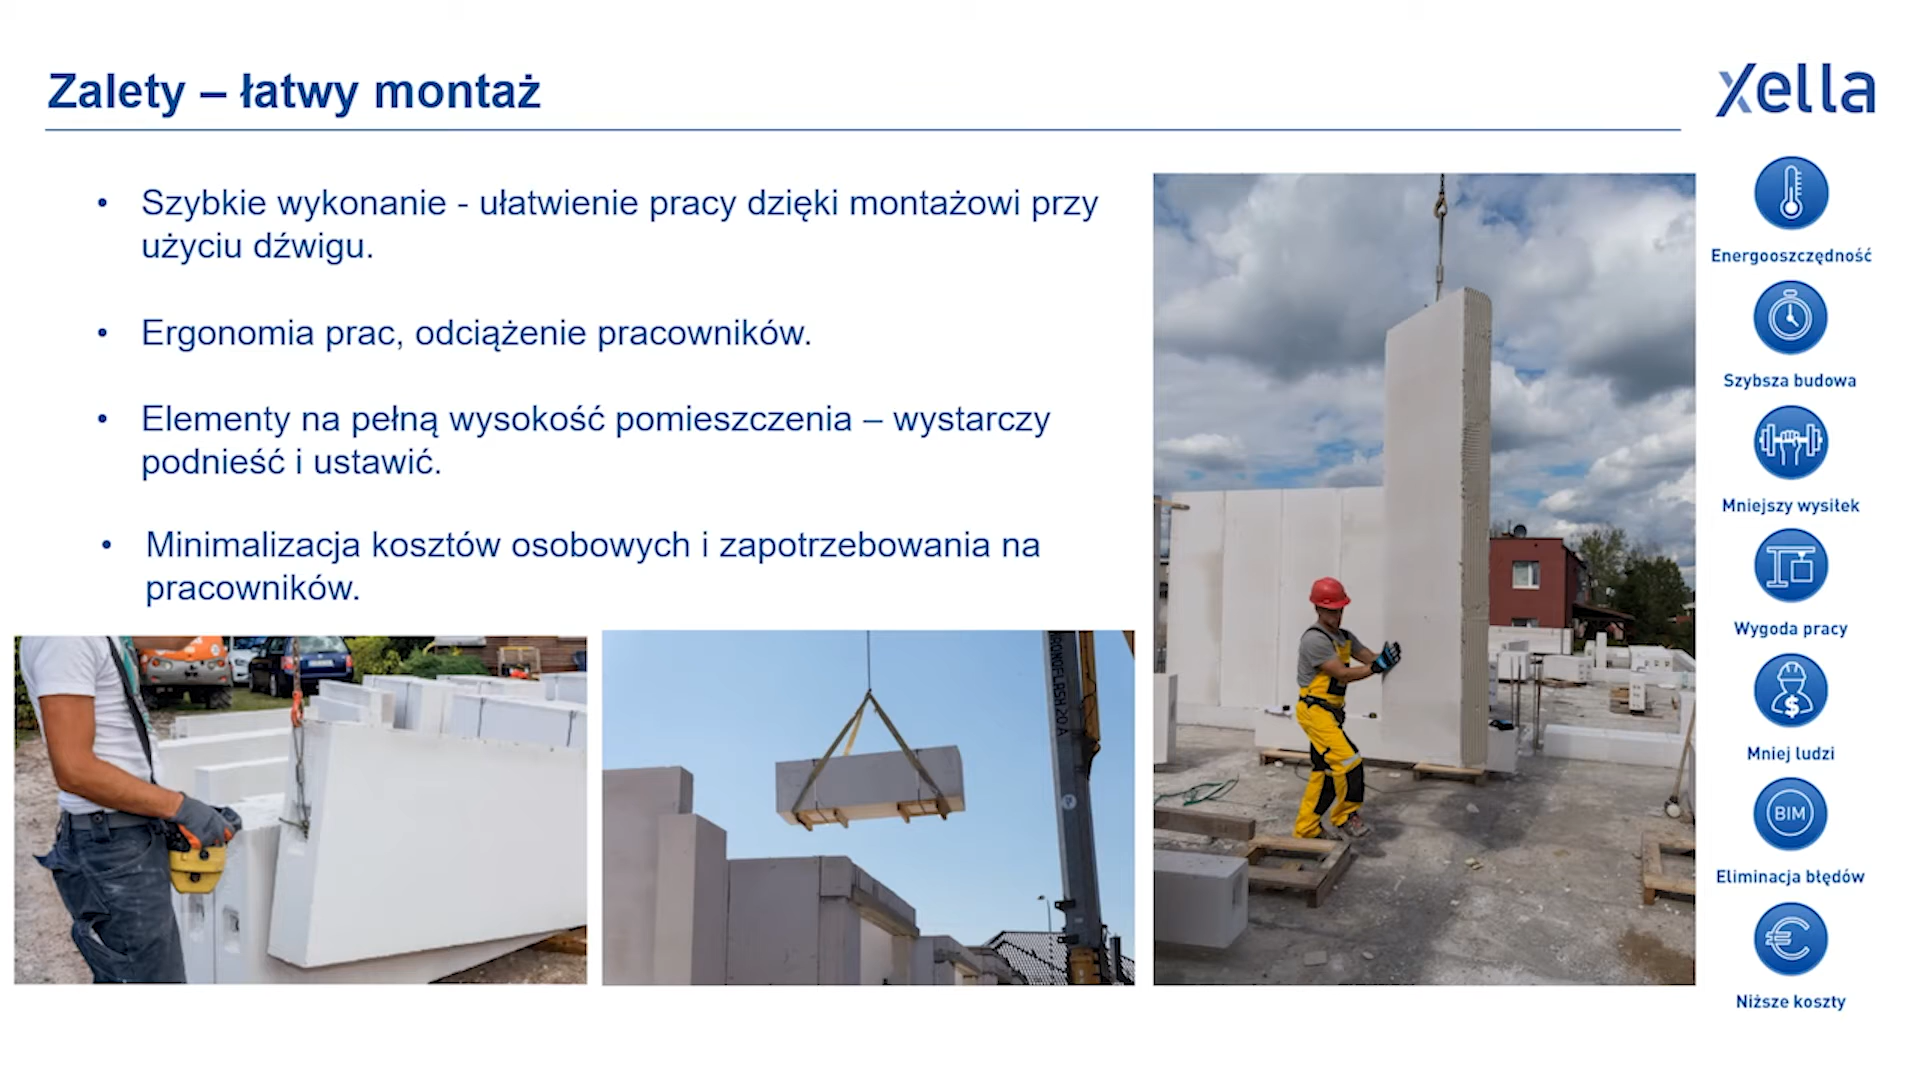 Zalety – łatwy montaż
xella
• Szybkie wykonanie - ułatwienie pracy dzięki montażowi przy
użyciu dźwigu.
• Ergonomia prac, odciążenie pracowników.
• Elementy na pełną wysokość pomieszczenia – wystarczy
podnieść i ustawić.
• Minimalizacja kosztów osobowych i zapotrzebowania na
pracowników.
Energooszczędność
Szybsza budowa
Mniejszy wysiłek
Wygoda pracy
$
Mniej ludzi
BIM
Eliminacja błędów
€
Niższe koszty